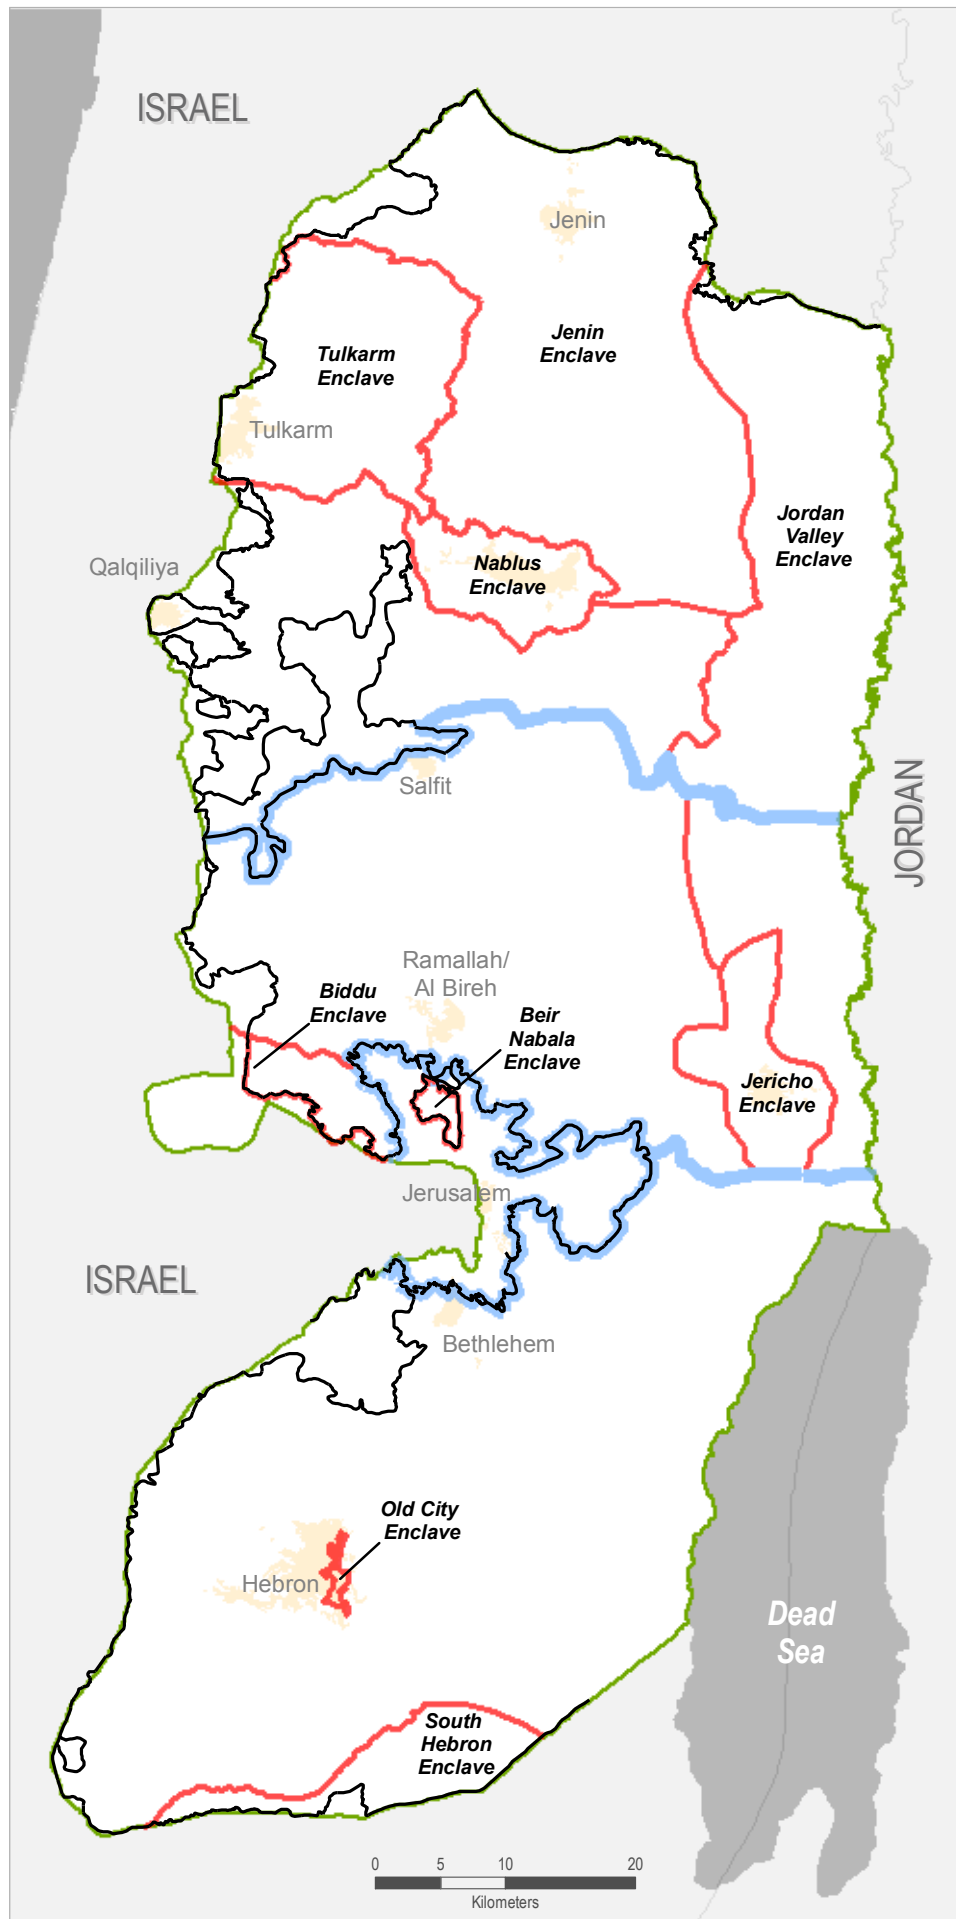 ISRAEL
Jenin
Jenin
Enclave
Tulkarm
Enclave
Tulkarm
Jordan
Valley
Enclave
Qalqiliya
Nablus
Enclave
Salfit
JORDAN
Ramallah/
Al Bireh
Biddu
Enclave
Beir
Nabala
Enclave
Jericho
Enclave
Jerusalem
ISRAEL
Bethlehem
Old City
Enclave
Hebron
Dead
Sea
South
Hebron
Enclave
0 5 10 20
Kilometers